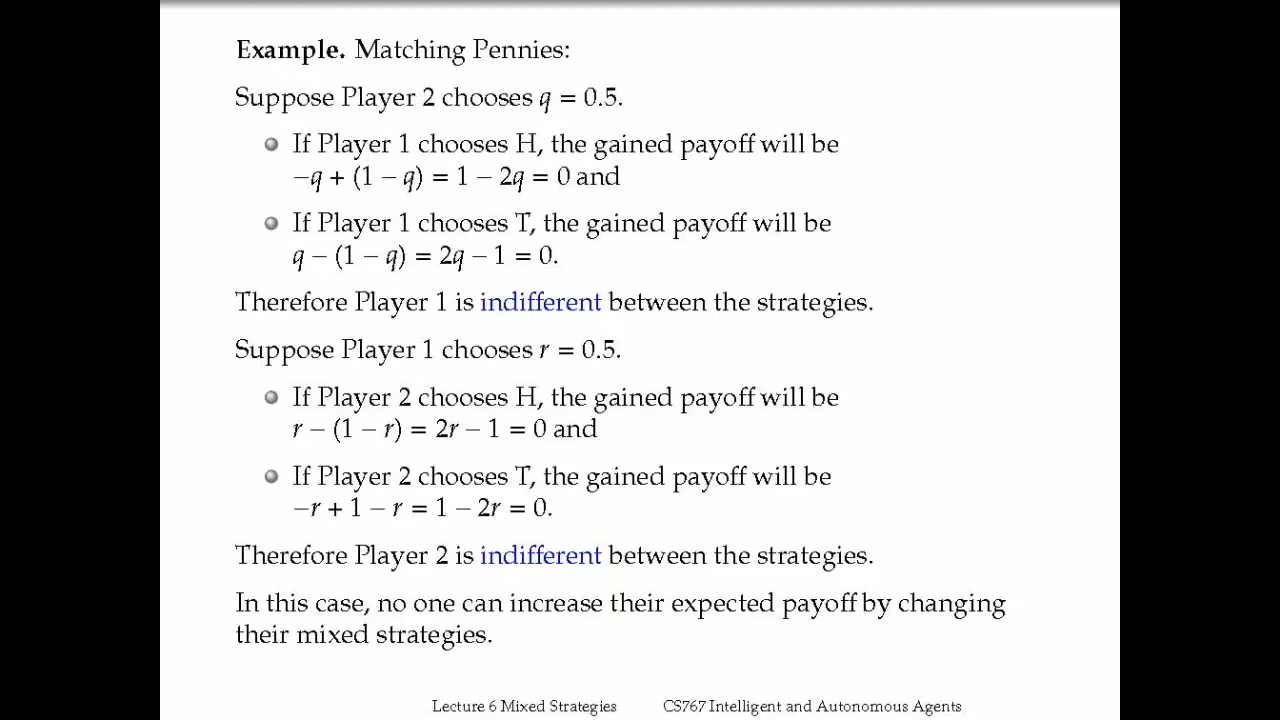 Example. Matching Pennies:
Suppose Player 2 chooses q = 0.5.
If Player 1 chooses H, the gained payoff will be
−q + (1 − q) = 1 − 2q = 0 and
If Player 1 chooses T, the gained payoff will be
q − (1 − q) = 2q − 1 = 0.
Therefore Player 1 is indifferent between the strategies.
Suppose Player 1 chooses r = 0.5.
If Player 2 chooses H, the gained payoff will be
r − (1 − r) = 2r − 1 = 0 and
If Player 2 chooses T, the gained payoff will be
−r + 1 − r = 1 − 2r = 0.
Therefore Player 2 is indifferent between the strategies.
In this case, no one can increase their expected payoff by changing
their mixed strategies.
Lecture 6 Mixed Strategies CS767 Intelligent and Autonomous Agents